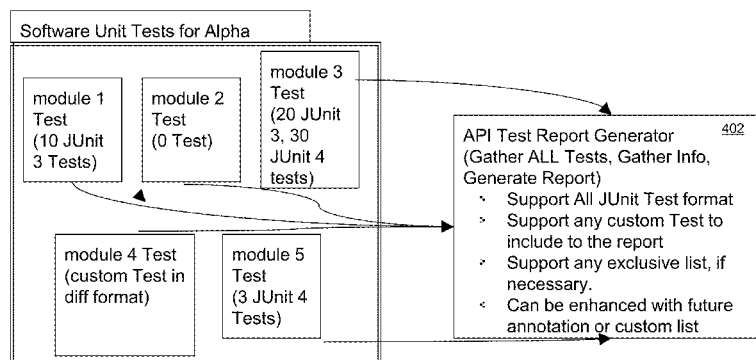 Software Unit Tests for Alpha
module 1
Test
(10 JUnit
3 Tests)
module 2
Test
(0 Test)
module 3
Test
(20 JUnit
3, 30
JUnit 4
tests)
module 4 Test
(custom Test in
diff format)
module 5
Test
(3 JUnit 4
Tests)
402
API Test Report Generator
(Gather ALL Tests, Gather Info,
Generate Report)
Support All JUnit Test format
Support any custom Test to
include to the report
Support any exclusive list, if
necessary.
Can be enhanced with future
annotation or custom list